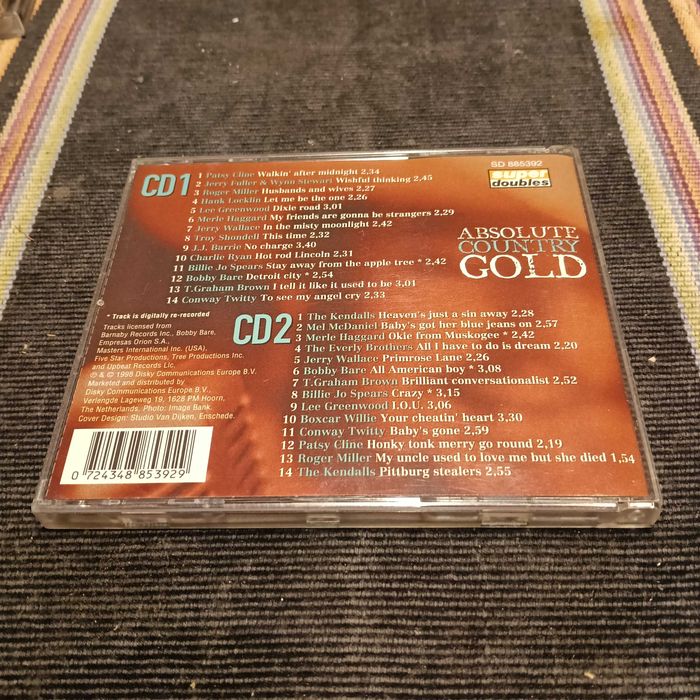 SD 885392
super
doubles
ABSOLUTE
COUNTRY
GOLD
CD 1
1 Patsy Cline Walkin' after midnight 2,34
2 Jerry Fuller & Wynn Stewart Wishful thinking 2,45
3 Roger Miller Husbands and wives 2,27
4 Hank Locklin Let me be the one 2,26
5 Lee Greenwood Dixie road 3,01
6 Merle Haggard My friends are gonna be strangers 2,29
7 Jerry Wallace In the misty moonlight 2,42
8 Troy Shondell This time 2,32
9 J.J. Barrie No charge 3,40
10 Charlie Ryan Hot rod Lincoln 2,31
11 Billie Jo Spears Stay away from the apple tree * 2,42
12 Bobby Bare Detroit city * 2,54
13 T.Graham Brown I tell it like it used to be 3,01
14 Conway Twitty To see my angel cry 2,33
CD 2
1 The Kendalls Heaven's just a sin away 2,28
2 Mel McDaniel Baby's got her blue jeans on 2,57
3 Merle Haggard Okie from Muskogee * 2,42
4 The Everly Brothers All I have to do is dream 2,20
5 Jerry Wallace Primrose Lane 2,26
6 Bobby Bare All American boy * 3,08
7 T.Graham Brown Brilliant conversationalist 2,52
8 Billie Jo Spears Crazy * 3,15
9 Lee Greenwood I.O.U. 3,06
10 Boxcar Willie Your cheatin' heart 3,30
11 Conway Twitty Baby's gone 2,59
12 Patsy Cline Honky tonk merry go round 2,19
13 Roger Miller My uncle used to love me but she died 1,54
14 The Kendalls Pittburg stealers 2,55
* Track is digitally re-recorded
Tracks licensed from
Barnaby Records Inc., Bobby Bare,
Empresas Orion S.A.,
Masters International Inc. (USA),
Five Star Productions, Tree Productions Inc.
and Upbeat Records Llc.
℗ & © 1998 Disky Communications Europe B.V.
Marketed and distributed by
Disky Communications Europe B.V.,
Verlengde Lageweg 19, 1628 PM Hoorn,
The Netherlands. Photo: Image Bank.
Cover Design: Studio Van Dijken, Enschede.
0 724348 853929